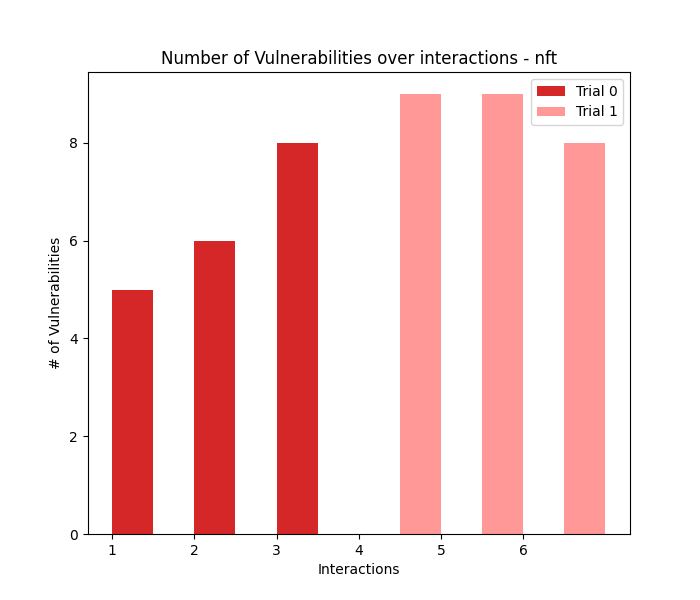 Number of Vulnerabilities over interactions - nft
Trial 0
Trial 1
# of Vulnerabilities
8
6
4
2
0
1 2 3 4 5 6
Interactions